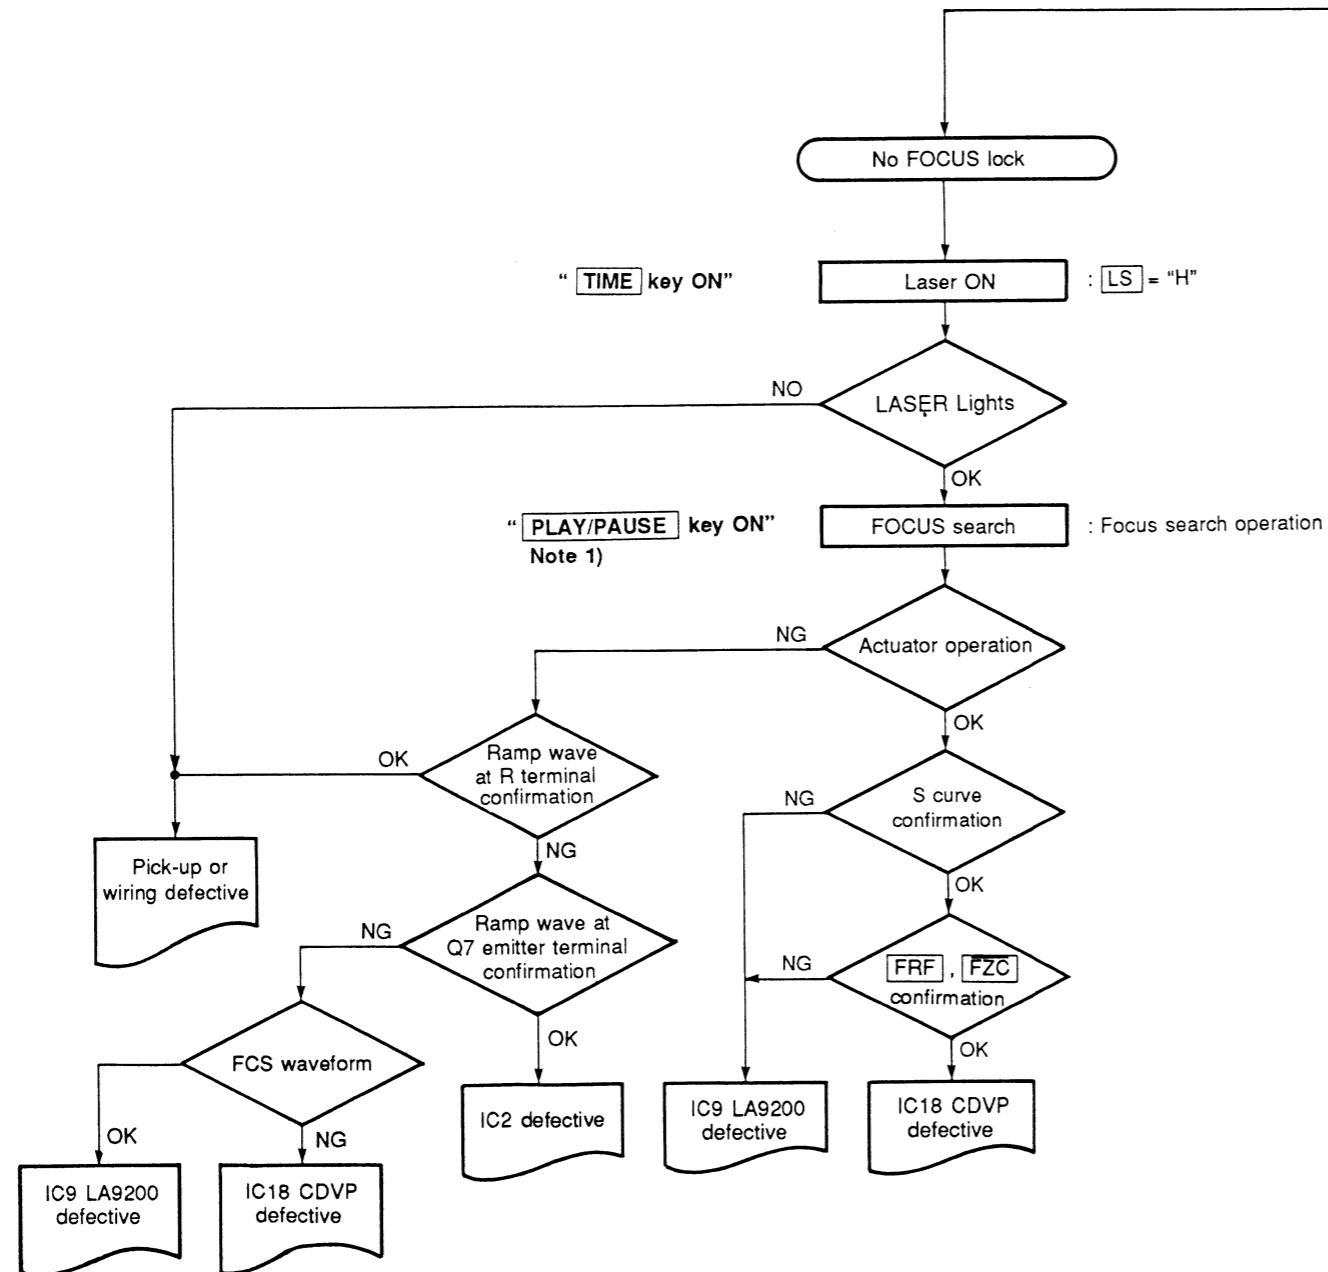 No FOCUS lock
“ TIME key ON”
Laser ON
: LS = “H”
NO
LASER Lights
OK
“ PLAY/PAUSE key ON”
Note 1)
FOCUS search
: Focus search operation
NG
Actuator operation
OK
OK
Ramp wave
at R terminal
confirmation
NG
S curve
confirmation
NG
OK
Pick-up or
wiring defective
NG
Ramp wave at
Q7 emitter terminal
confirmation
NG
FRF , F̅Z̅C̅
confirmation
OK
OK
FCS waveform
IC2 defective
IC9 LA9200
defective
IC18 CDVP
defective
OK
NG
IC9 LA9200
defective
IC18 CDVP
defective